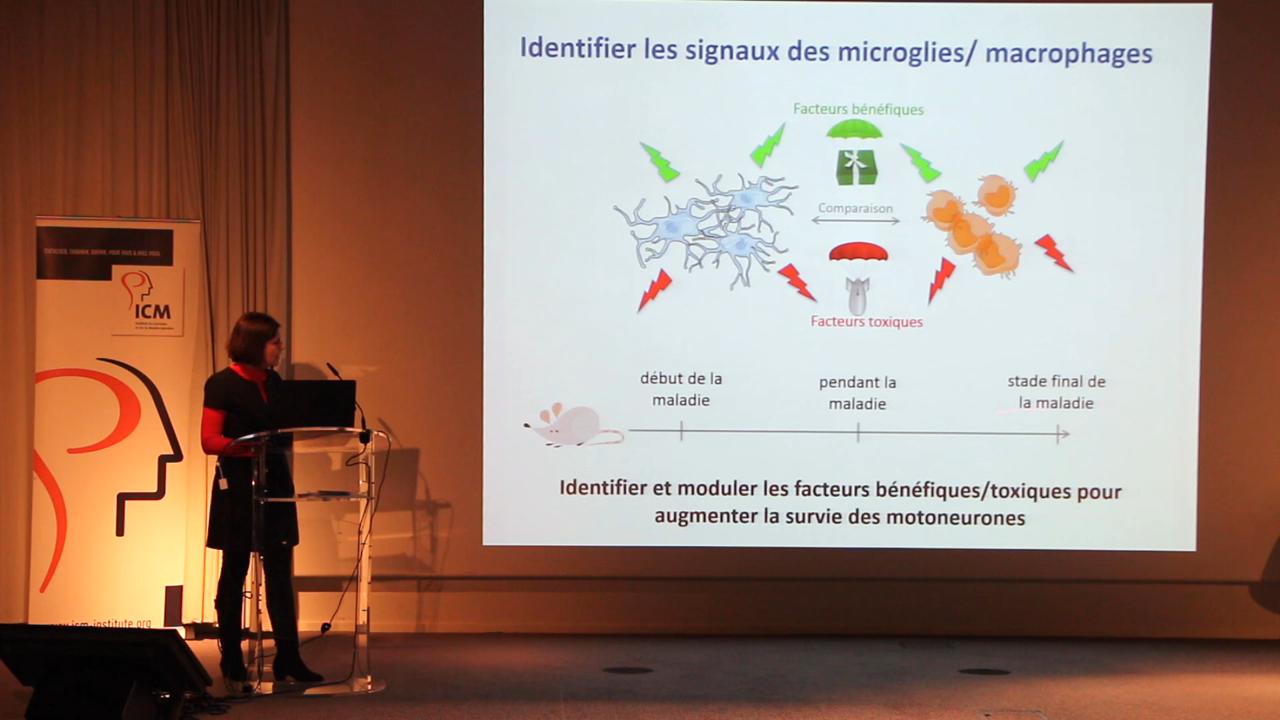 Identifier les signaux des microglies/ macrophages
Facteurs bénéfiques
Comparaison
Facteurs toxiques
début de la
maladie
pendant la
maladie
stade final de
la maladie
Identifier et moduler les facteurs bénéfiques/toxiques pour
augmenter la survie des motoneurones
ICM
icm-institute.org